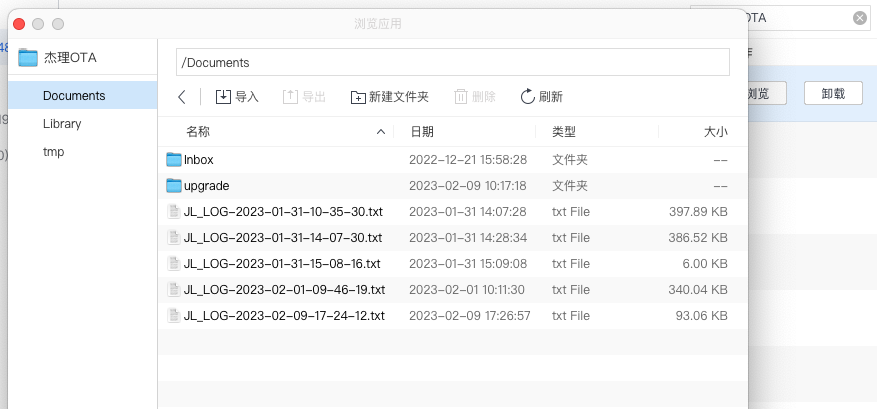 浏览应用
OTA
杰理OTA
/Documents
作
浏览
卸载
Documents
Library
tmp
导入 导出 新建文件夹 删除 刷新
名称 日期 类型 大小
Inbox 2022-12-21 15:58:28 文件夹 --
upgrade 2023-02-09 10:17:18 文件夹 --
JL_LOG-2023-01-31-10-35-30.txt 2023-01-31 14:07:28 txt File 397.89 KB
JL_LOG-2023-01-31-14-07-30.txt 2023-01-31 14:28:34 txt File 386.52 KB
JL_LOG-2023-01-31-15-08-16.txt 2023-01-31 15:09:08 txt File 6.00 KB
JL_LOG-2023-02-01-09-46-19.txt 2023-02-01 10:11:30 txt File 340.04 KB
JL_LOG-2023-02-09-17-24-12.txt 2023-02-09 17:26:57 txt File 93.06 KB